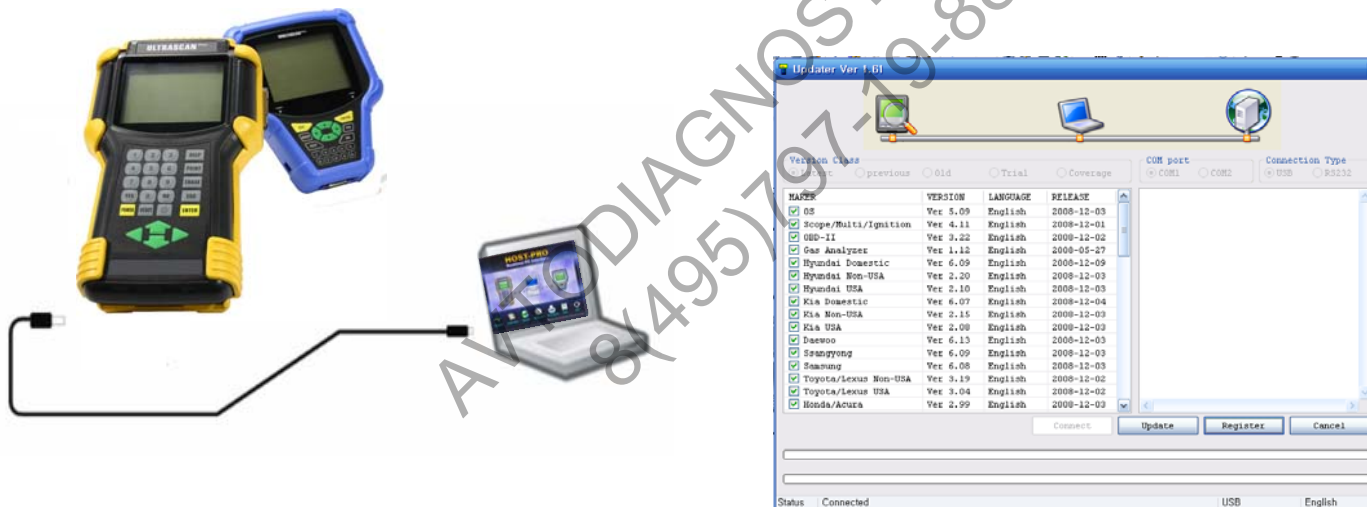 ULTRASCAN
HOST-PRO
AVTODIAGNOST
8(495)797-19-8
Updater Ver 1.61
Version Class
Latest previous Old Trial Coverage
COM port
COM1 COM2
Connection Type
USB RS232
MAKER VERSION LANGUAGE RELEASE
OS Ver 5.09 English 2008-12-03
Scope/Multi/Ignition Ver 4.11 English 2008-12-01
OBD-II Ver 3.22 English 2008-12-02
Gas Analyzer Ver 1.12 English 2008-05-27
Hyundai Domestic Ver 6.09 English 2008-12-09
Hyundai Non-USA Ver 2.20 English 2008-12-03
Hyundai USA Ver 2.10 English 2008-12-03
Kia Domestic Ver 6.07 English 2008-12-04
Kia Non-USA Ver 2.15 English 2008-12-03
Kia USA Ver 2.08 English 2008-12-03
Daewoo Ver 6.13 English 2008-12-03
Ssangyong Ver 6.09 English 2008-12-03
Samsung Ver 6.08 English 2008-12-03
Toyota/Lexus Non-USA Ver 3.19 English 2008-12-02
Toyota/Lexus USA Ver 3.04 English 2008-12-02
Honda/Acura Ver 2.99 English 2008-12-03
Connect Update Register Cancel
Status Connected USB English